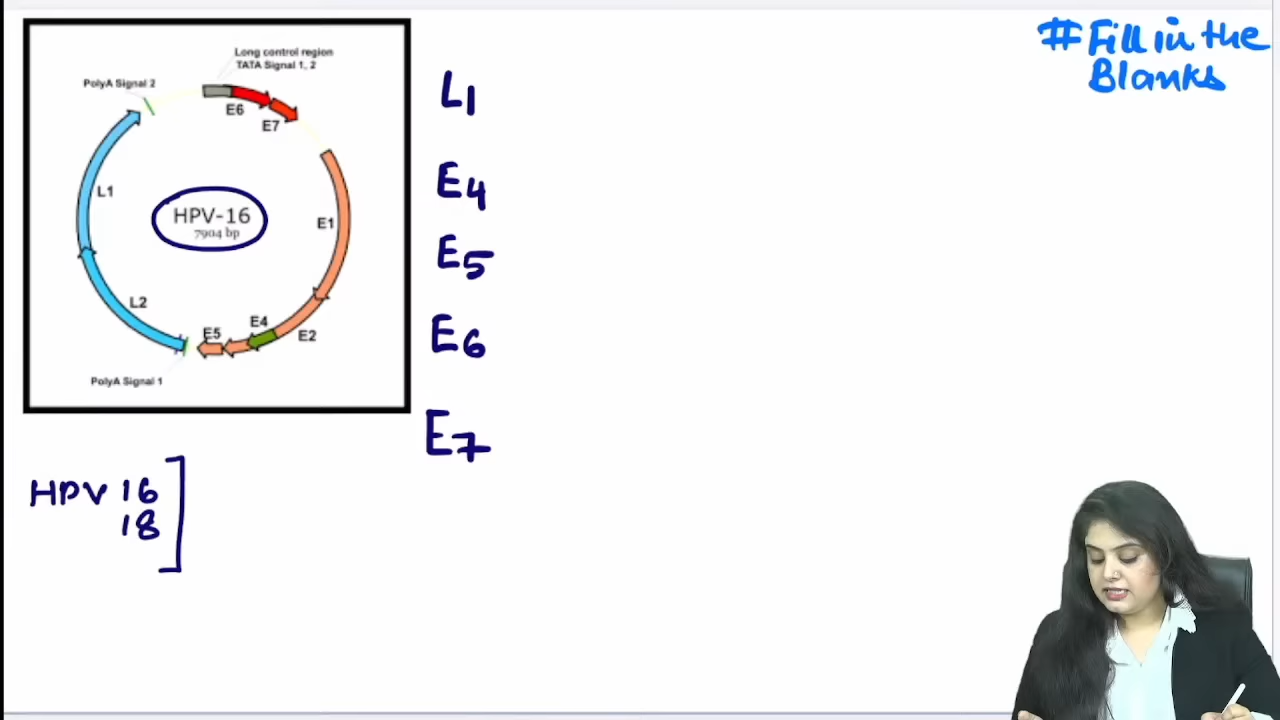 Long control region
TATA Signal 1, 2
PolyA Signal 2
E6
E7
L1
HPV-16
7904 bp
E1
L2
E4
E5
E2
PolyA Signal 1
L1
E4
E5
E6
E7
HPV 16
18
#Fill in the
Blanks